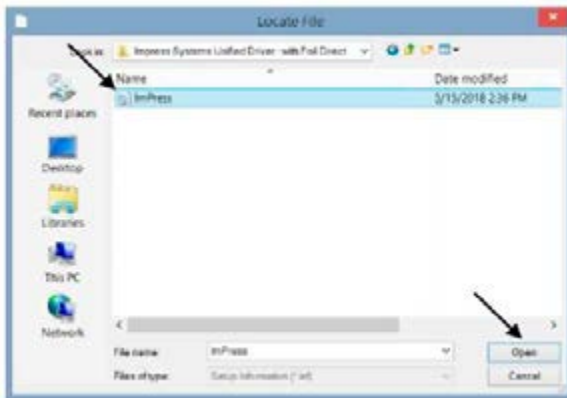 Locate File
Look in: Impress Systems Unified Driver -with Foil Direct
Name Date modified
ImPress 5/15/2018 2:36 PM
Recent places
Desktop
Libraries
This PC
Network
File name: ImPress Open
Files of type: Setup Information (*.inf) Cancel